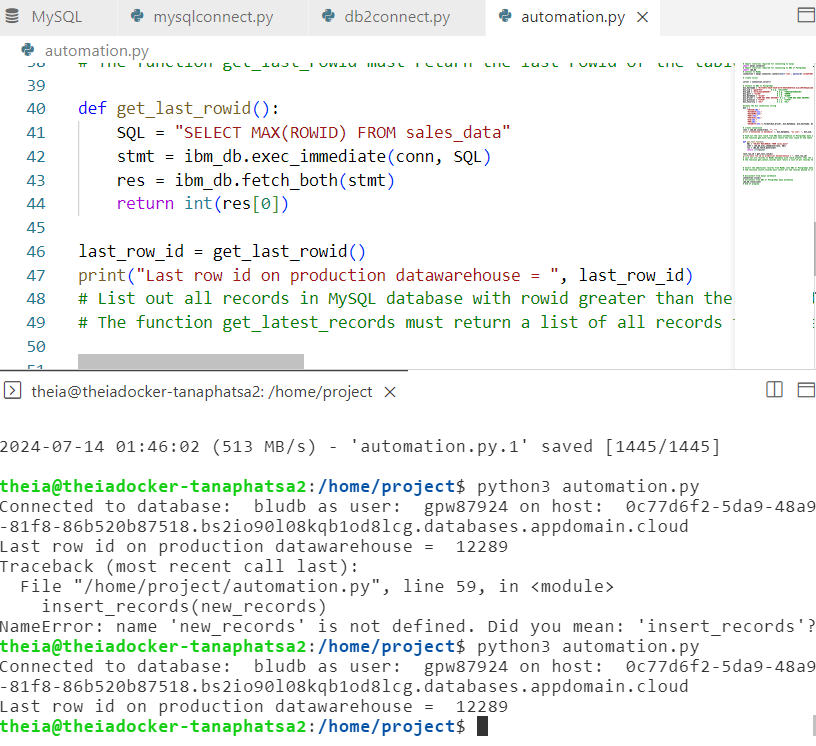 MySQL mysqlconnect.py db2connect.py automation.py
automation.py
38 # The function get_last_rowid must return the last rowid of the tabl
39
40 def get_last_rowid():
41 SQL = "SELECT MAX(ROWID) FROM sales_data"
42 stmt = ibm_db.exec_immediate(conn, SQL)
43 res = ibm_db.fetch_both(stmt)
44 return int(res[0])
45
46 last_row_id = get_last_rowid()
47 print("Last row id on production datawarehouse = ", last_row_id)
48 # List out all records in MySQL database with rowid greater than the
49 # The function get_latest_records must return a list of all records
50
51
theia@theiadocker-tanaphatsa2: /home/project
2024-07-14 01:46:02 (513 MB/s) - 'automation.py.1' saved [1445/1445]
theia@theiadocker-tanaphatsa2:/home/project$ python3 automation.py
Connected to database:  bludb as user:  gpw87924 on host:  0c77d6f2-5da9-48a9
-81f8-86b520b87518.bs2io90l08kqb1od8lcg.databases.appdomain.cloud
Last row id on production datawarehouse =  12289
Traceback (most recent call last):
File "/home/project/automation.py", line 59, in <module>
insert_records(new_records)
NameError: name 'new_records' is not defined. Did you mean: 'insert_records'?
theia@theiadocker-tanaphatsa2:/home/project$ python3 automation.py
Connected to database:  bludb as user:  gpw87924 on host:  0c77d6f2-5da9-48a9
-81f8-86b520b87518.bs2io90l08kqb1od8lcg.databases.appdomain.cloud
Last row id on production datawarehouse =  12289
theia@theiadocker-tanaphatsa2:/home/project$